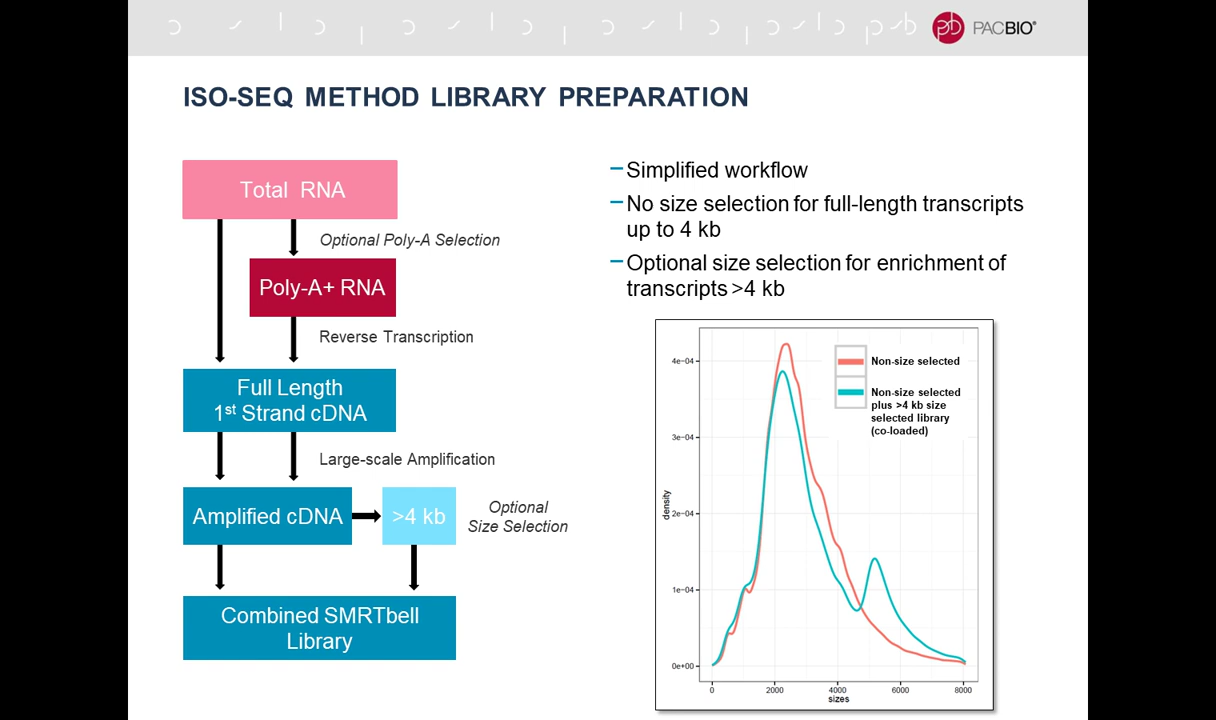 PACBIO®
ISO-SEQ METHOD LIBRARY PREPARATION
Total RNA
Optional Poly-A Selection
Poly-A+ RNA
Reverse Transcription
Full Length
1st Strand cDNA
Large-scale Amplification
Amplified cDNA
>4 kb
Optional
Size Selection
Combined SMRTbell
Library
– Simplified workflow
– No size selection for full-length transcripts
up to 4 kb
– Optional size selection for enrichment of
transcripts >4 kb
Non-size selected
Non-size selected
plus >4 kb size
selected library
(co-loaded)
density
4e-04
3e-04
2e-04
1e-04
0e+00
0 2000 4000 6000 8000
sizes